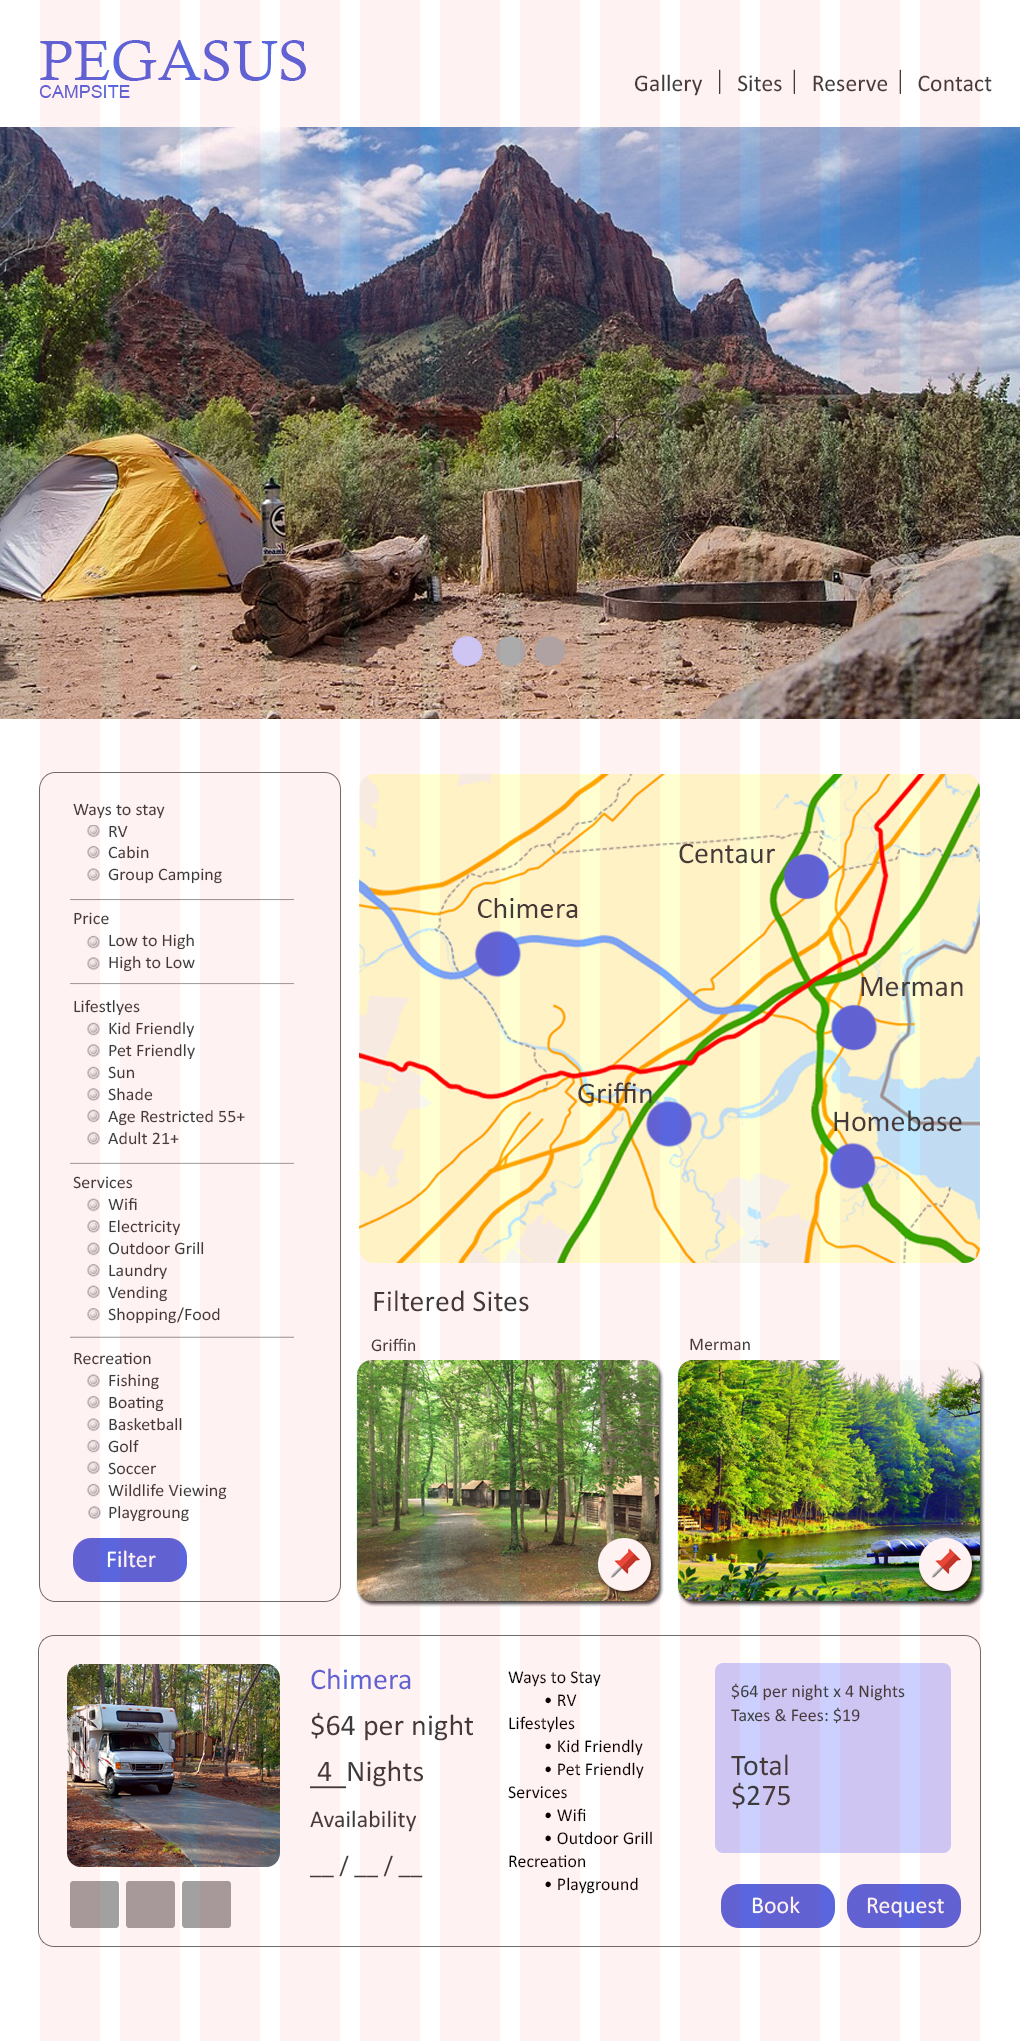 PEGASUS
CAMPSITE
Gallery | Sites | Reserve | Contact
Ways to stay
RV
Cabin
Group Camping
Price
Low to High
High to Low
Lifestlyes
Kid Friendly
Pet Friendly
Sun
Shade
Age Restricted 55+
Adult 21+
Services
Wifi
Electricity
Outdoor Grill
Laundry
Vending
Shopping/Food
Recreation
Fishing
Boating
Basketball
Golf
Soccer
Wildlife Viewing
Playgroung
Filter
Centaur
Chimera
Merman
Griffin
Homebase
Filtered Sites
Griffin
Merman
Chimera
$64 per night
4 Nights
Availability
__ / __ / __
Ways to Stay
• RV
Lifestyles
• Kid Friendly
• Pet Friendly
Services
• Wifi
• Outdoor Grill
Recreation
• Playground
$64 per night x 4 Nights
Taxes & Fees: $19
Total
$275
Book
Request